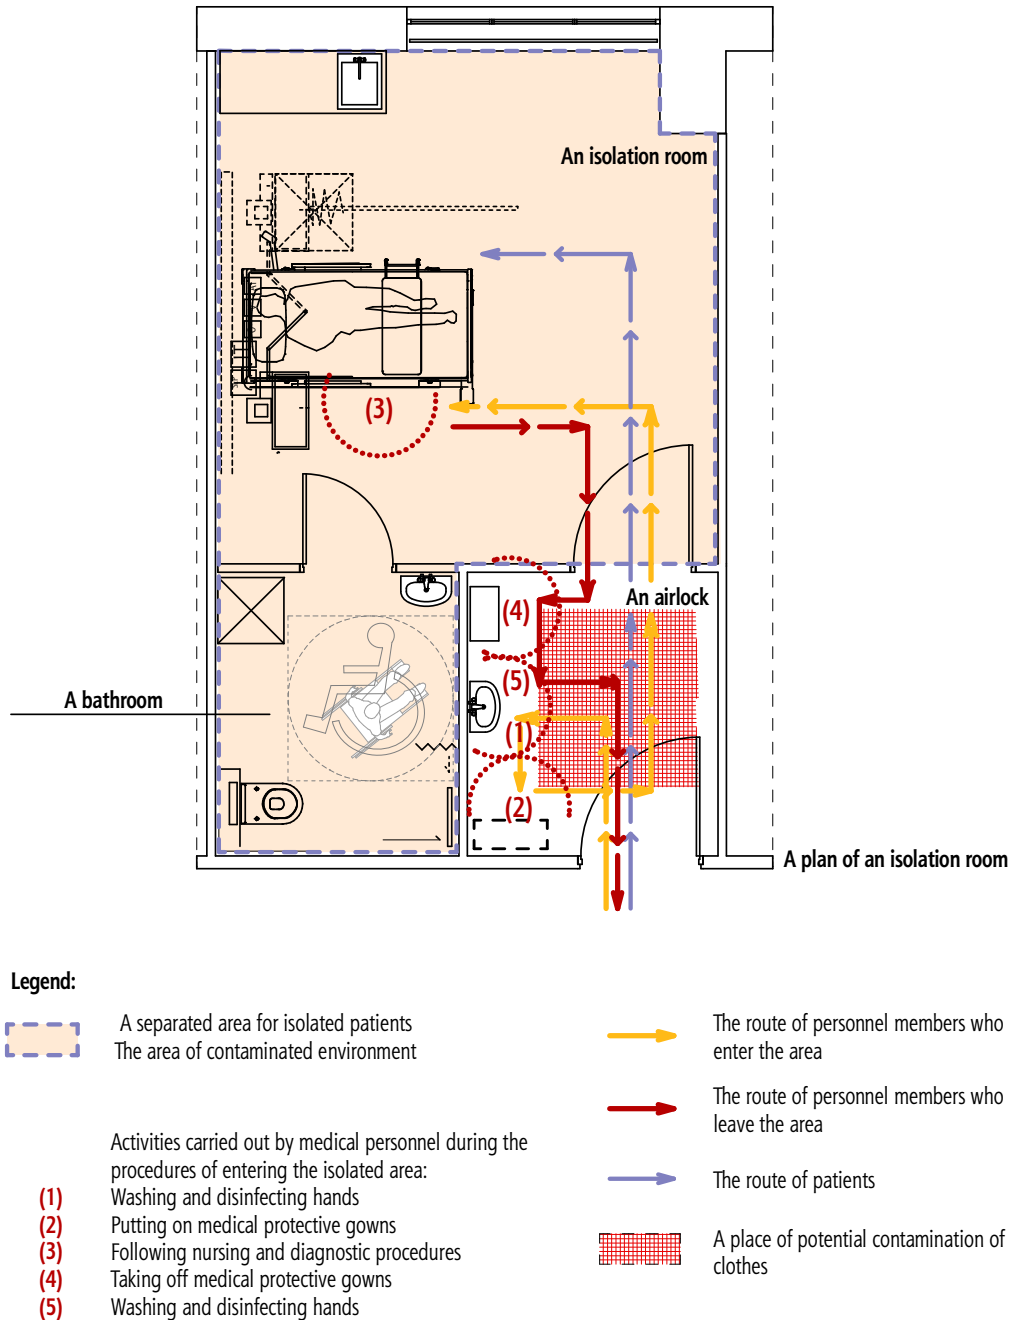 An isolation room
(3)
An airlock
(4)
(5)
A bathroom
(1)
(2)
A plan of an isolation room
Legend:
A separated area for isolated patients
The area of contaminated environment
Activities carried out by medical personnel during the
procedures of entering the isolated area:
(1) Washing and disinfecting hands
(2) Putting on medical protective gowns
(3) Following nursing and diagnostic procedures
(4) Taking off medical protective gowns
(5) Washing and disinfecting hands
The route of personnel members who
enter the area
The route of personnel members who
leave the area
The route of patients
A place of potential contamination of
clothes